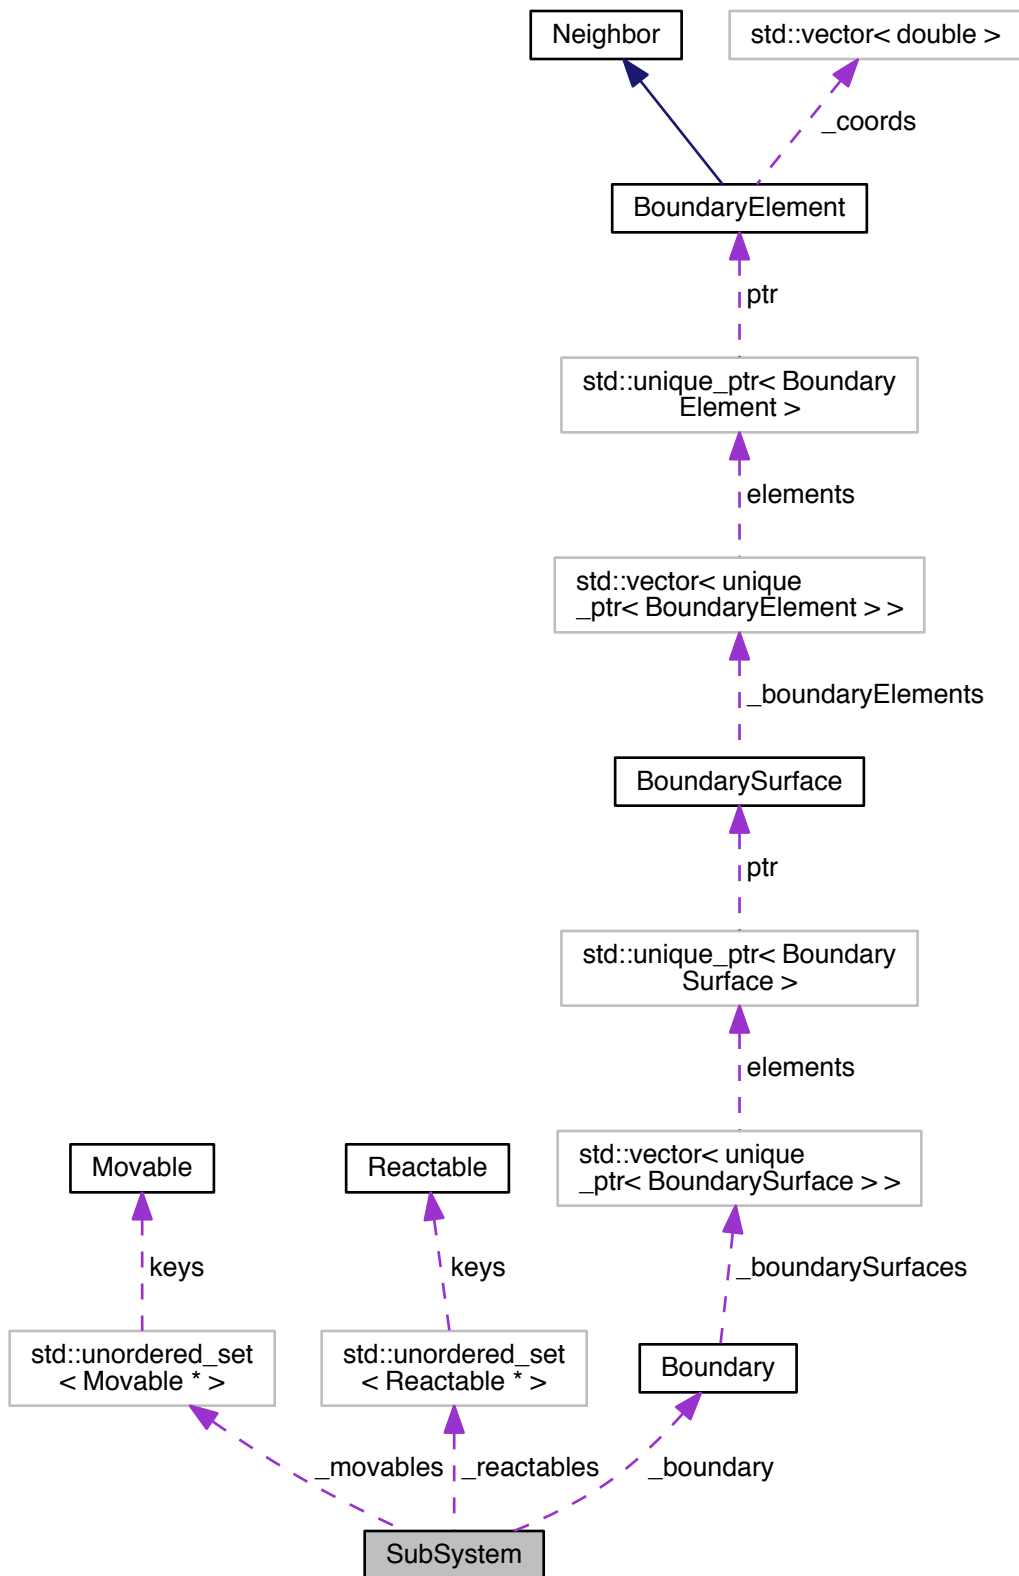 Neighbor
std::vector< double >
_coords
BoundaryElement
ptr
std::unique_ptr< Boundary
Element >
elements
std::vector< unique
_ptr< BoundaryElement > >
_boundaryElements
BoundarySurface
ptr
std::unique_ptr< Boundary
Surface >
elements
Movable
Reactable
std::vector< unique
_ptr< BoundarySurface > >
keys
keys
_boundarySurfaces
std::unordered_set
< Movable * >
std::unordered_set
< Reactable * >
Boundary
_movables
_reactables
_boundary
SubSystem